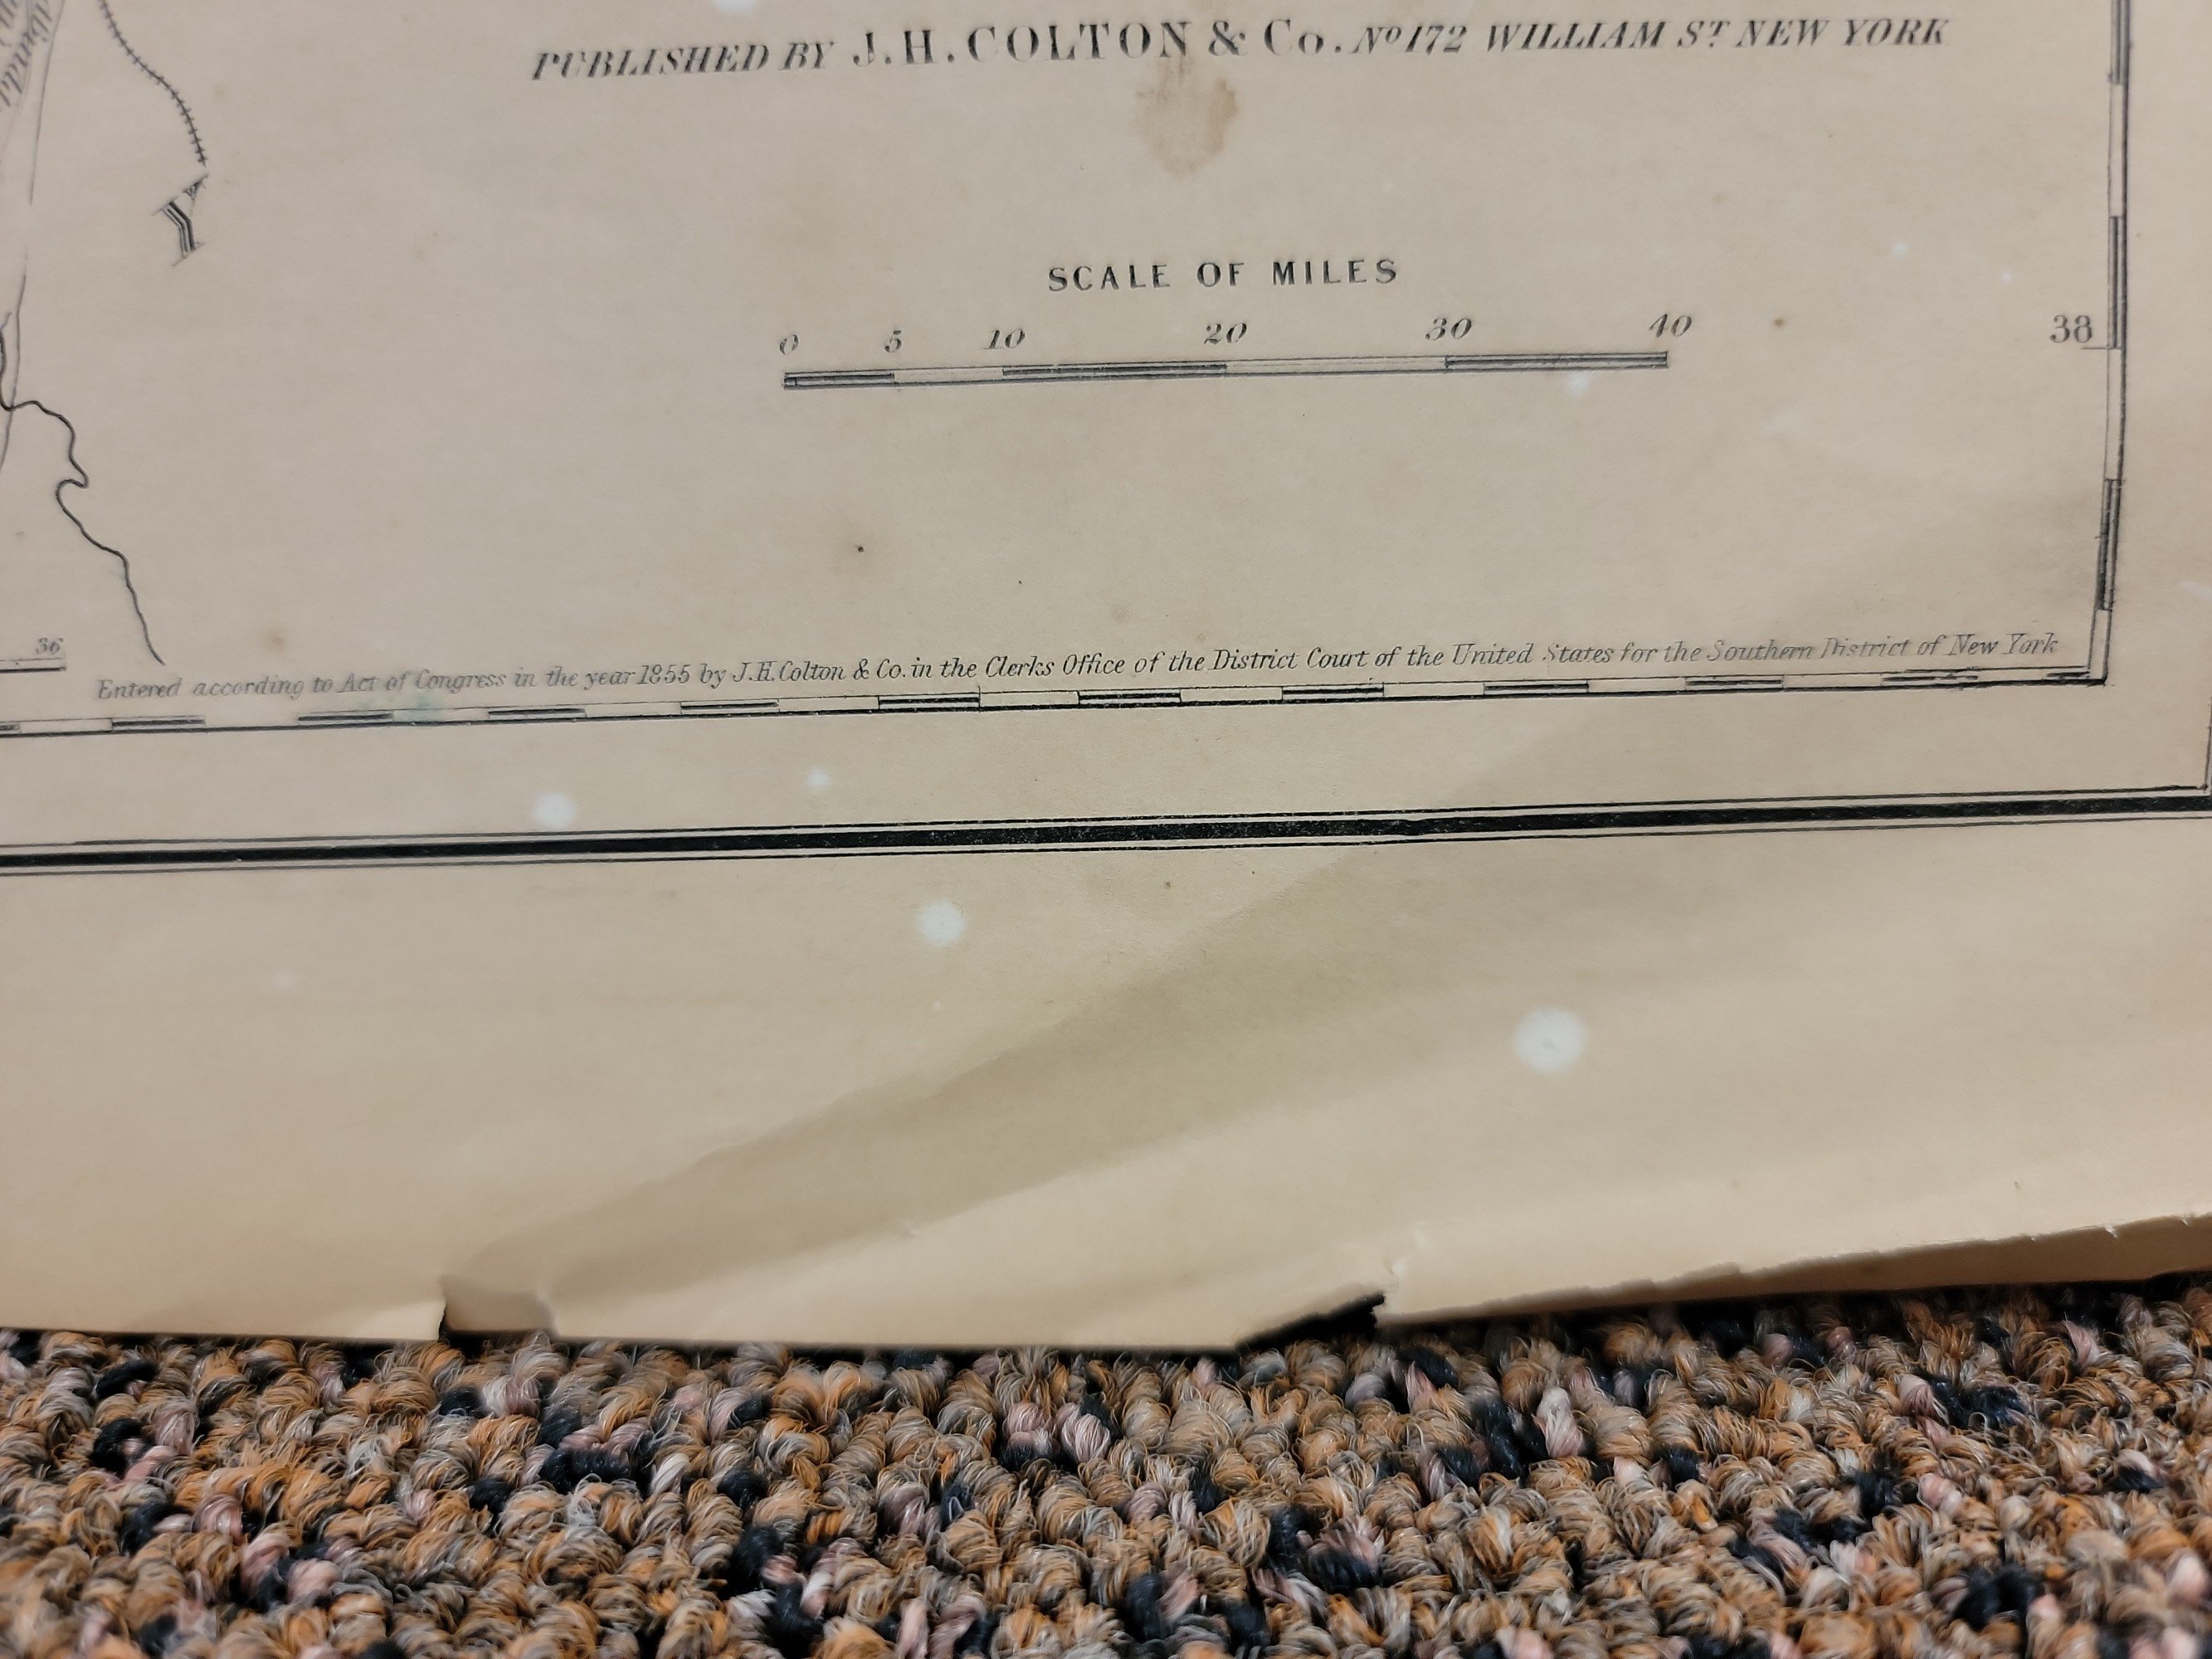 PUBLISHED BY J.H. COLTON & Co. No 172 WILLIAM ST NEW YORK
Y
SCALE OF MILES
0 5 10 20 30 40
38
36
Entered according to Act of Congress in the year 1855 by J.H. Colton & Co. in the Clerks Office of the District Court of the United States for the Southern District of New York